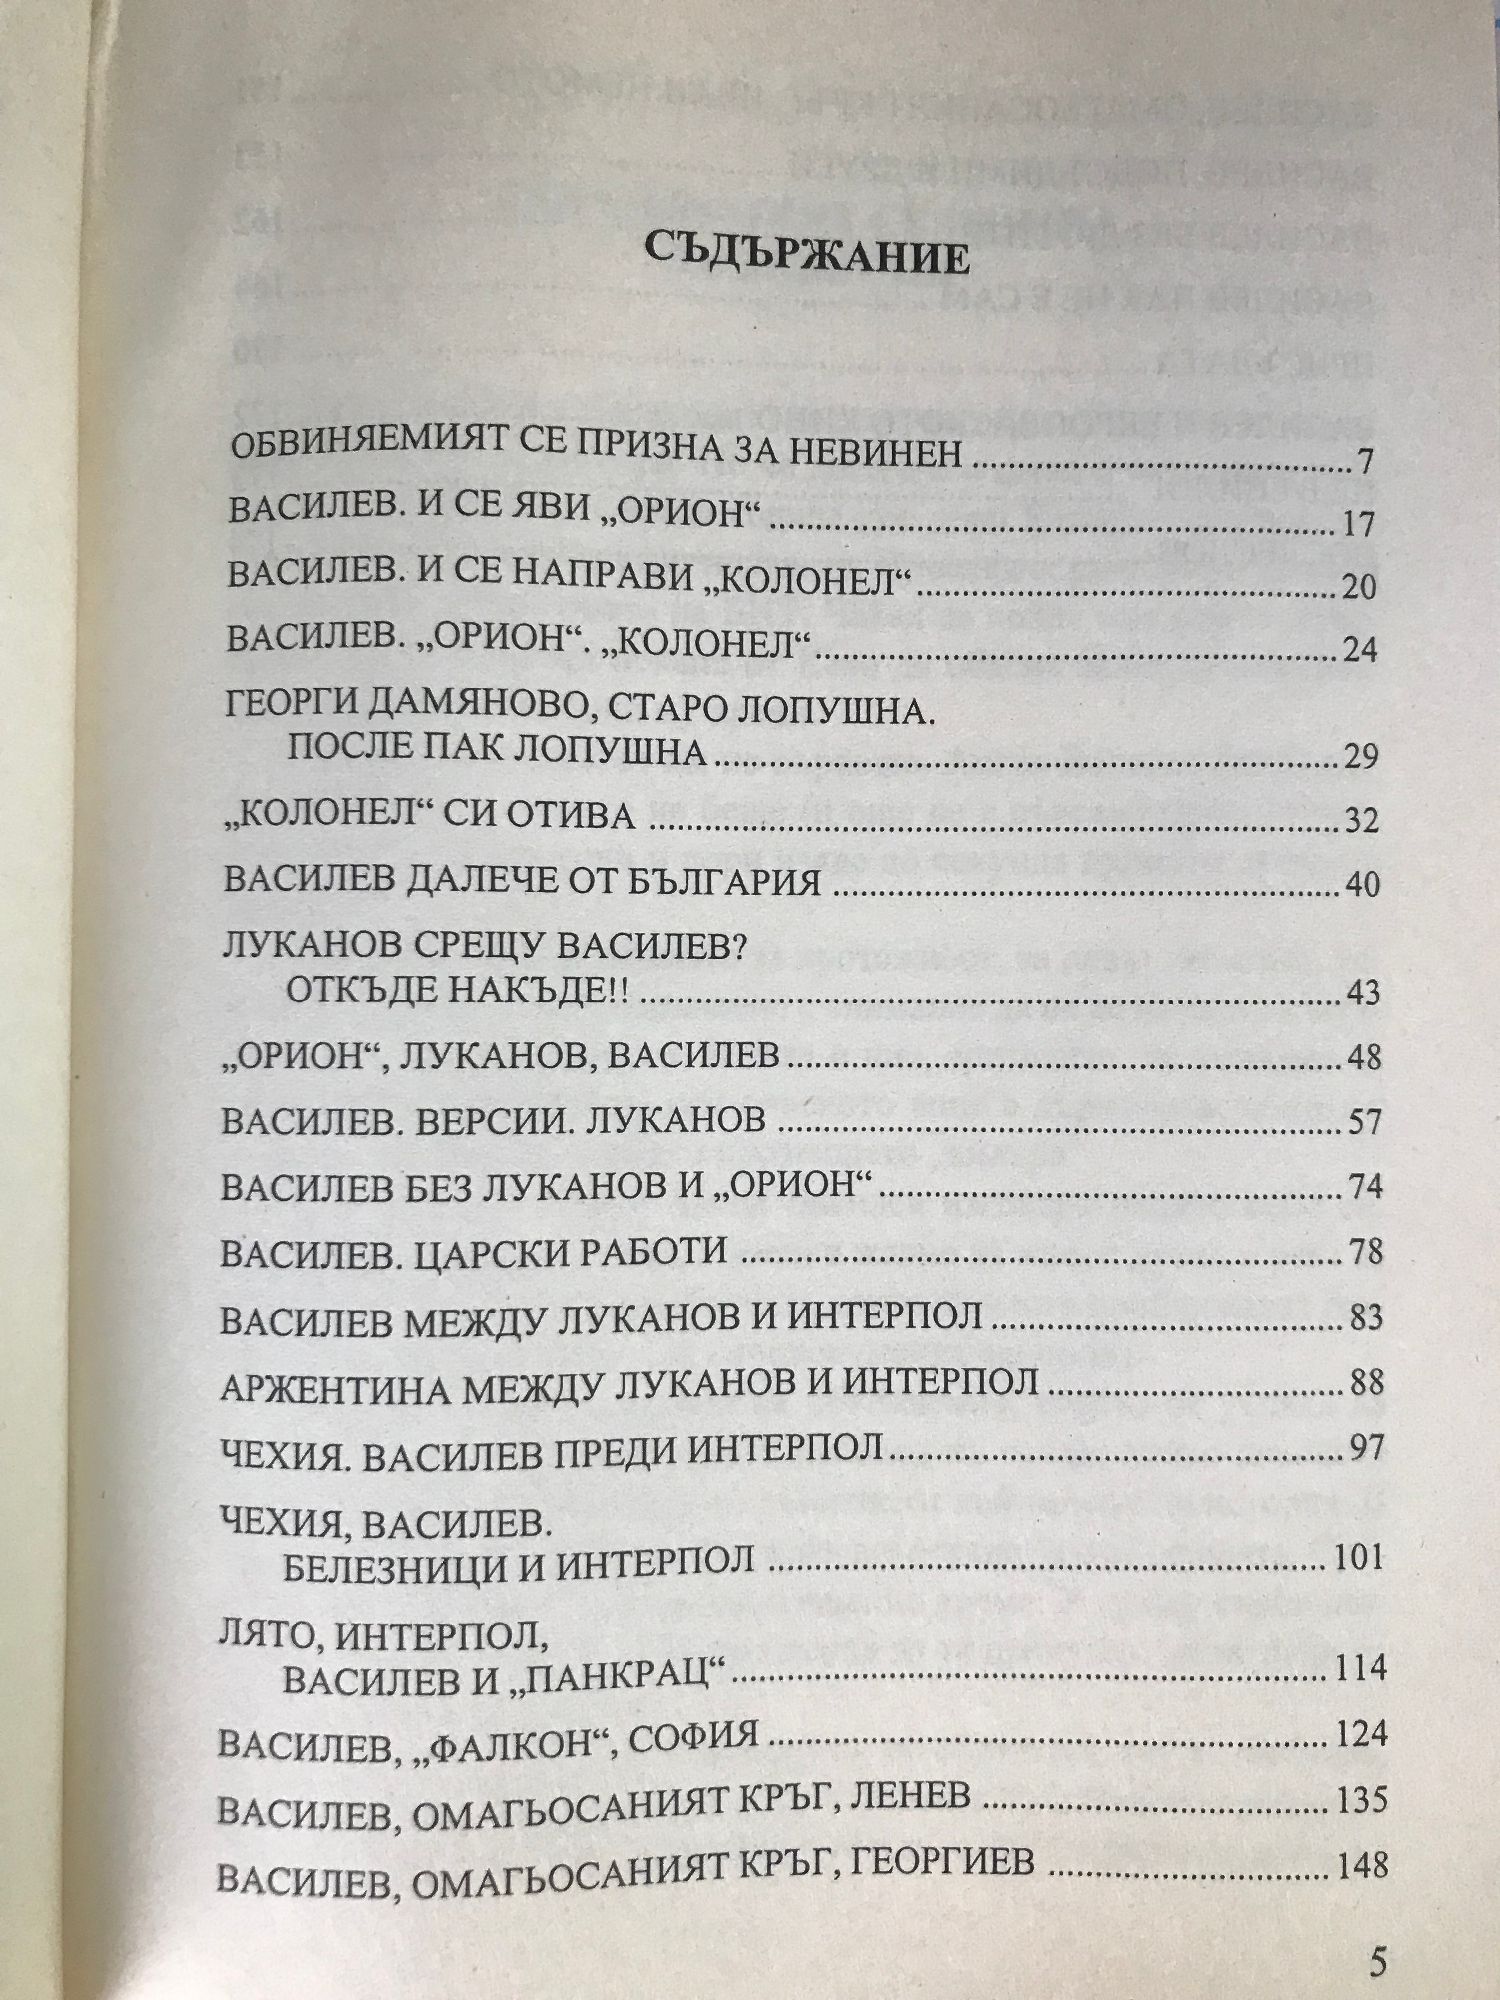 СЪДЪРЖАНИЕ
ОБВИНЯЕМИЯТ СЕ ПРИЗНА ЗА НЕВИНЕН ..........................................7
ВАСИЛЕВ. И СЕ ЯВИ „ОРИОН“ ................................................................ 17
ВАСИЛЕВ. И СЕ НАПРАВИ „КОЛОНЕЛ“ ................................................20
ВАСИЛЕВ. „ОРИОН“. „КОЛОНЕЛ“ ........................................................... 24
ГЕОРГИ ДАМЯНОВО, СТАРО ЛОПУШНА.
ПОСЛЕ ПАК ЛОПУШНА ......................................................................29
„КОЛОНЕЛ“ СИ ОТИВА ............................................................................. 32
ВАСИЛЕВ ДАЛЕЧЕ ОТ БЪЛГАРИЯ ......................................................... 40
ЛУКАНОВ СРЕЩУ ВАСИЛЕВ?
ОТКЪДЕ НАКЪДЕ!! ............................................................................... 43
„ОРИОН“, ЛУКАНОВ, ВАСИЛЕВ .............................................................. 48
ВАСИЛЕВ. ВЕРСИИ. ЛУКАНОВ ............................................................... 57
ВАСИЛЕВ БЕЗ ЛУКАНОВ И „ОРИОН“ .................................................... 74
ВАСИЛЕВ. ЦАРСКИ РАБОТИ ................................................................... 78
ВАСИЛЕВ МЕЖДУ ЛУКАНОВ И ИНТЕРПОЛ ....................................... 83
АРЖЕНТИНА МЕЖДУ ЛУКАНОВ И ИНТЕРПОЛ ................................. 88
ЧЕХИЯ. ВАСИЛЕВ ПРЕДИ ИНТЕРПОЛ ................................................... 97
ЧЕХИЯ, ВАСИЛЕВ.
БЕЛЕЗНИЦИ И ИНТЕРПОЛ .............................................................. 101
ЛЯТО, ИНТЕРПОЛ,
ВАСИЛЕВ И „ПАНКРАЦ“ .................................................................. 114
ВАСИЛЕВ, „ФАЛКОН“, СОФИЯ .............................................................. 124
ВАСИЛЕВ, ОМАГЬОСАНИЯТ КРЪГ, ЛЕНЕВ ...................................... 135
ВАСИЛЕВ, ОМАГЬОСАНИЯТ КРЪГ, ГЕОРГИЕВ ............................... 148
5